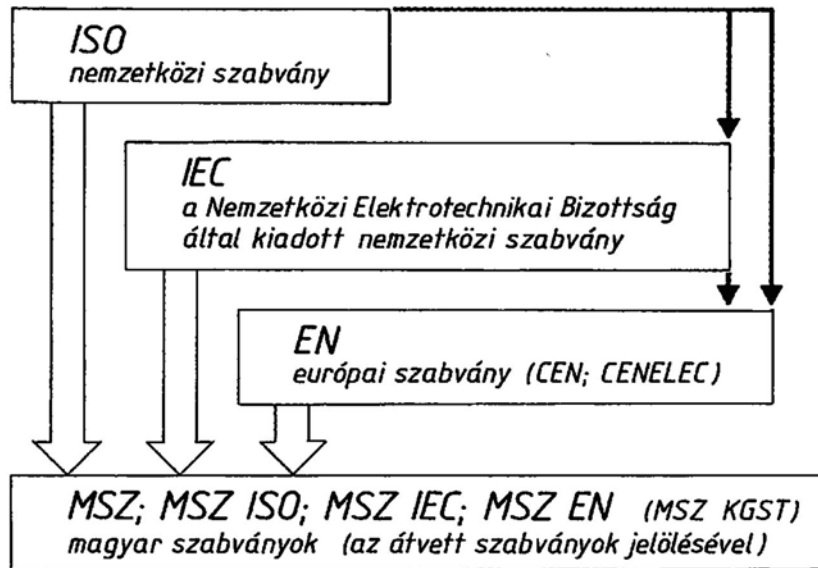 ISO
nemzetközi szabvány
IEC
a Nemzetközi Elektrotechnikai Bizottság
által kiadott nemzetközi szabvány
EN
európai szabvány (CEN; CENELEC)
MSZ; MSZ ISO; MSZ IEC; MSZ EN (MSZ KGST)
magyar szabványok (az átvett szabványok jelölésével)